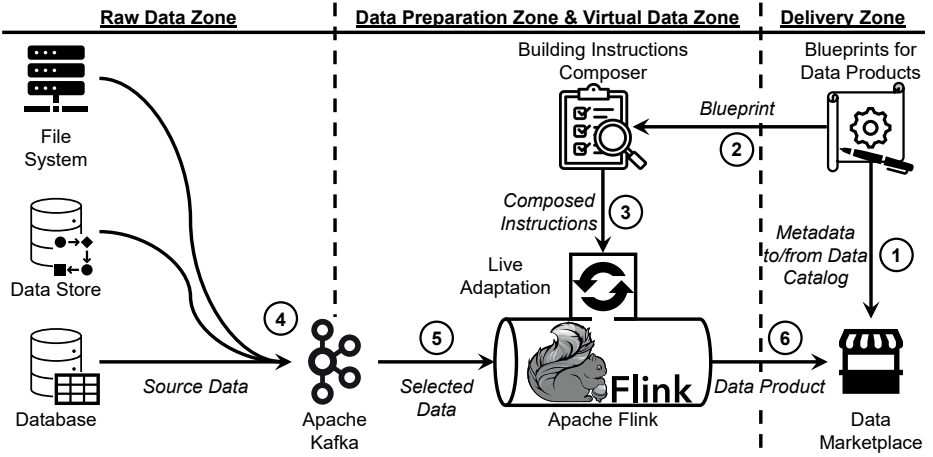 Raw Data Zone
Data Preparation Zone & Virtual Data Zone
Delivery Zone
File
System
Data Store
Database
Source Data
4
Apache
Kafka
5
Selected
Data
Building Instructions
Composer
Blueprint
2
Composed
Instructions
3
Live
Adaptation
Flink
Apache Flink
Blueprints for
Data Products
Metadata
to/from Data
Catalog
1
6
Data Product
Data
Marketplace